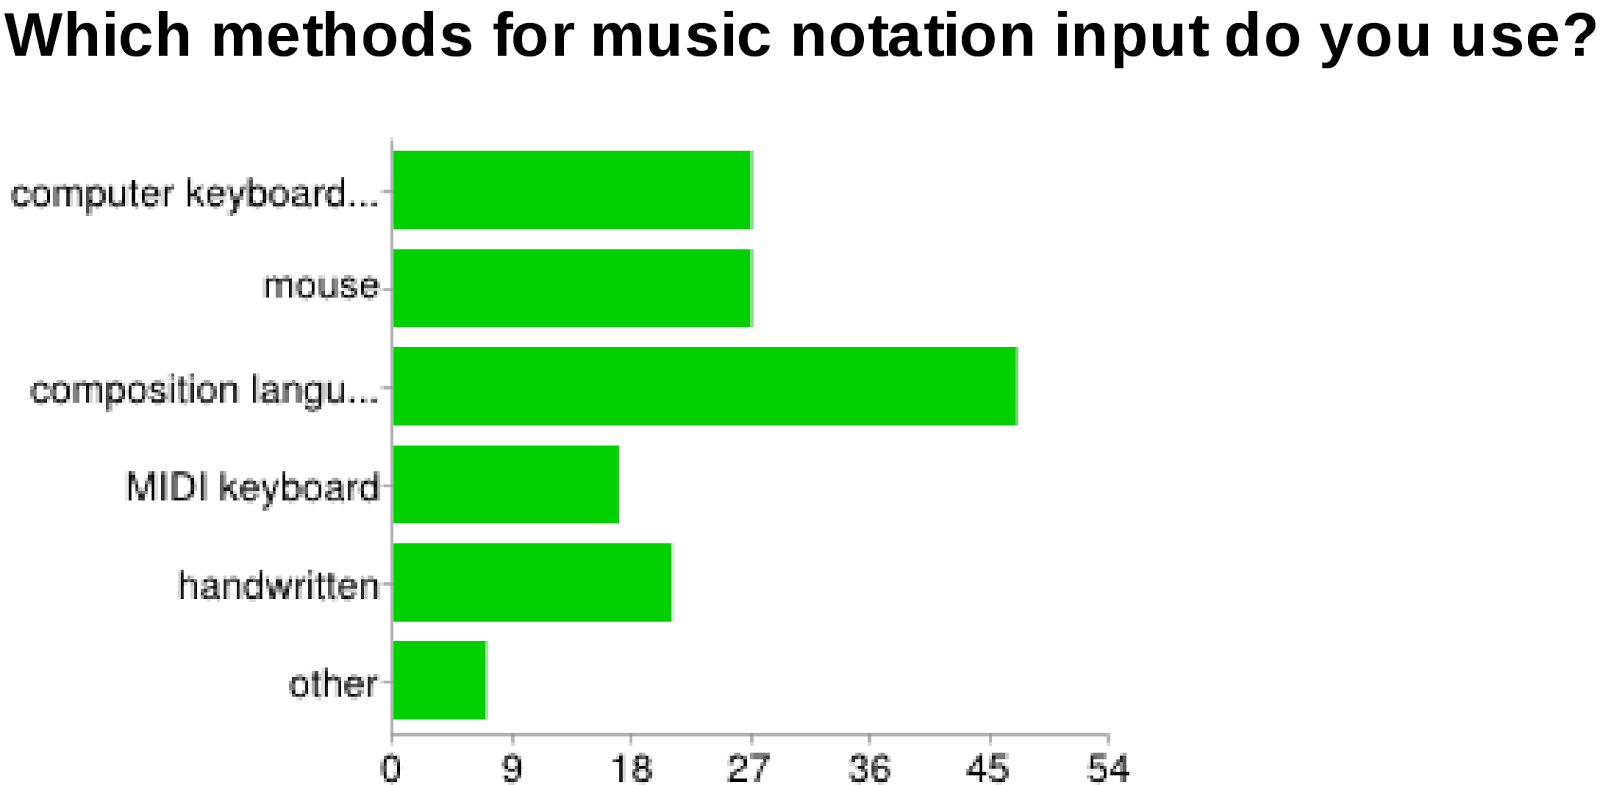 Which methods for music notation input do you use?
computer keyboard...
mouse
composition langu...
MIDI keyboard
handwritten
other
0 9 18 27 36 45 54